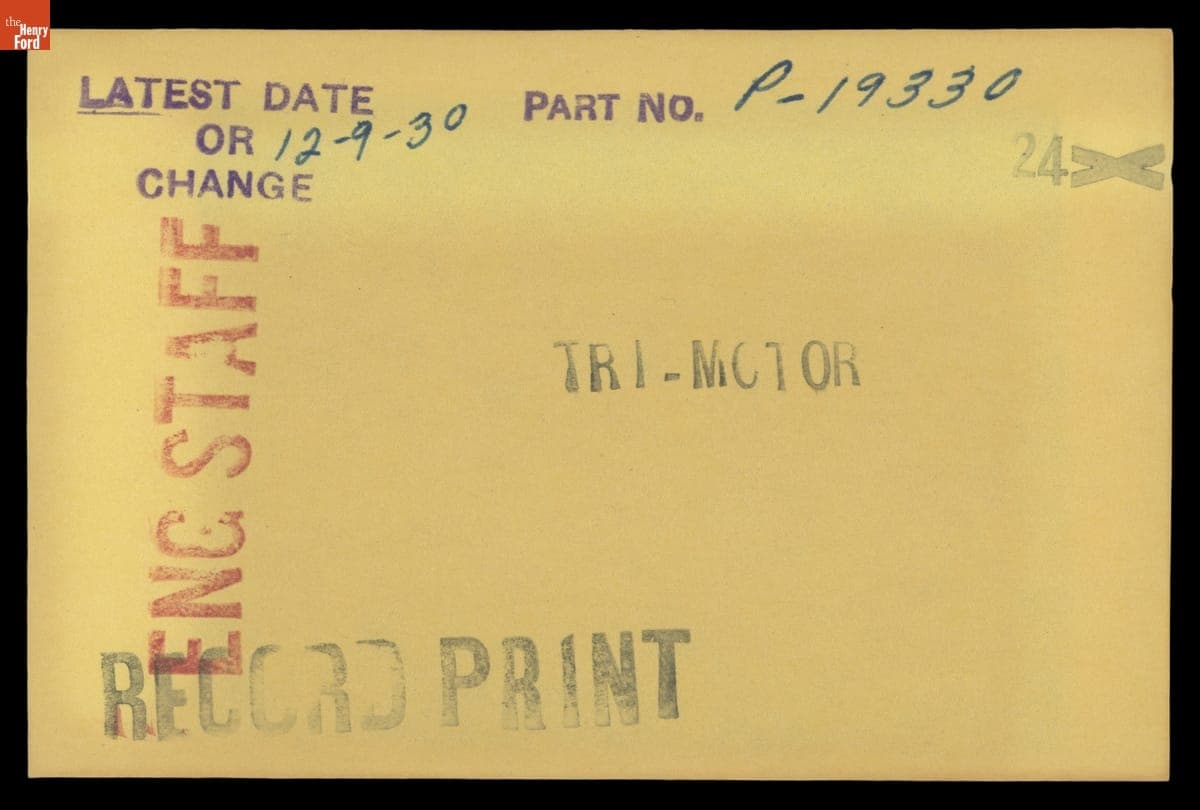 the
Henry
Ford
LATEST DATE
OR 12-9-30
CHANGE
PART NO. P-19330
24X
ENG STAFF
TRI-MOTOR
RECORD PRINT